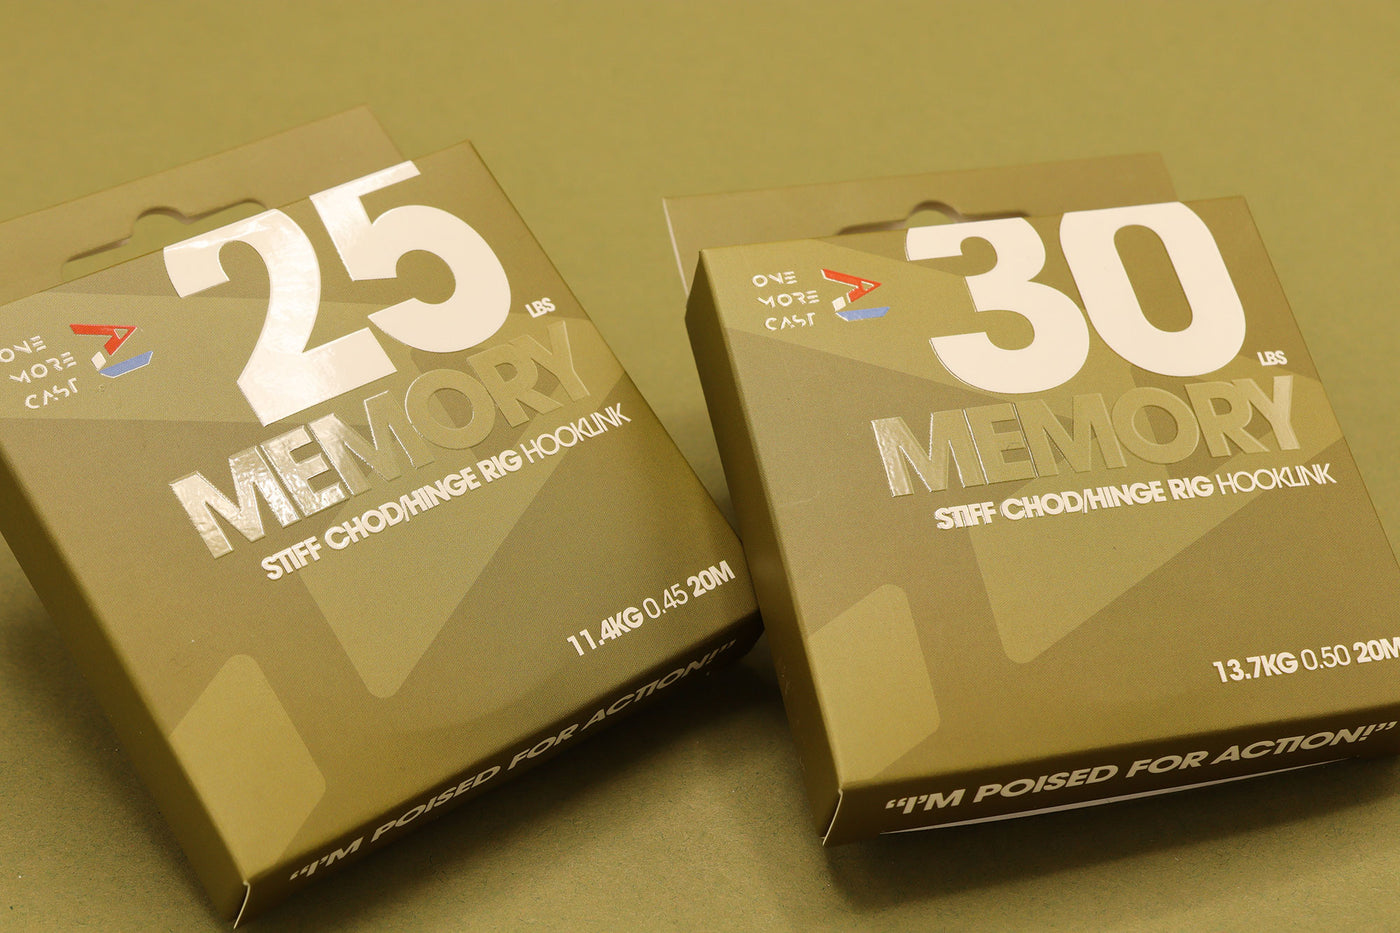 ONE
MORE
CAST
25
LBS
MEMORY
STIFF CHOD/HINGE RIG HOOKLINK
11.4KG 0.45 20M
“I’M POISED FOR ACTION!”
ONE
MORE
CAST
30
LBS
MEMORY
STIFF CHOD/HINGE RIG HOOKLINK
13.7KG 0.50 20M
“I’M POISED FOR ACTION!”